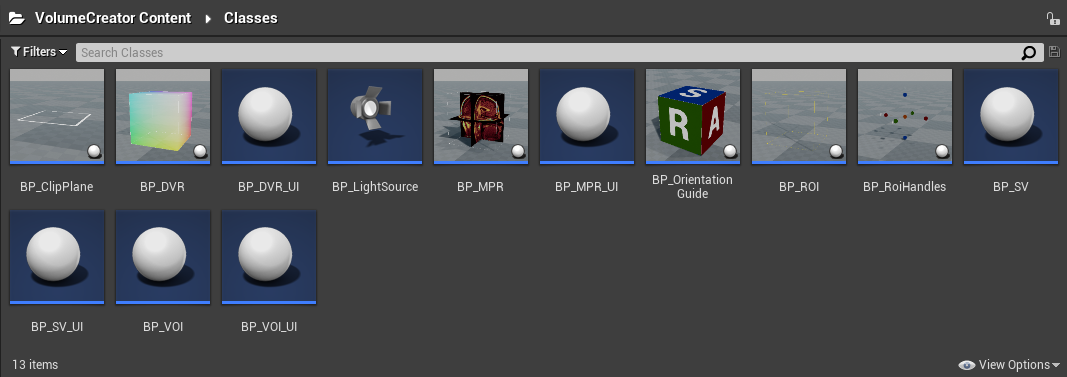 VolumeCreator Content Classes
Filters Search Classes
S R A
BP_ClipPlane BP_DVR BP_DVR_UI BP_LightSource BP_MPR BP_MPR_UI BP_Orientation Guide BP_ROI BP_RoiHandles BP_SV
BP_SV_UI BP_VOI BP_VOI_UI
13 items View Options